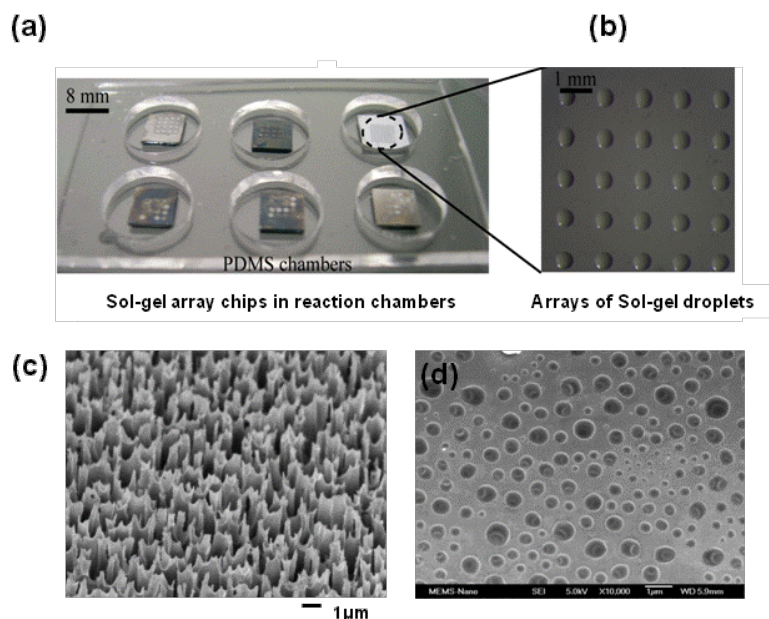 (a)
(b)
8 mm
1 mm
PDMS chambers
Sol-gel array chips in reaction chambers
Arrays of Sol-gel droplets
(c)
(d)
1µm
MEMS-Nano SEI 5.0kV X10,000 1µm WD 5.9mm